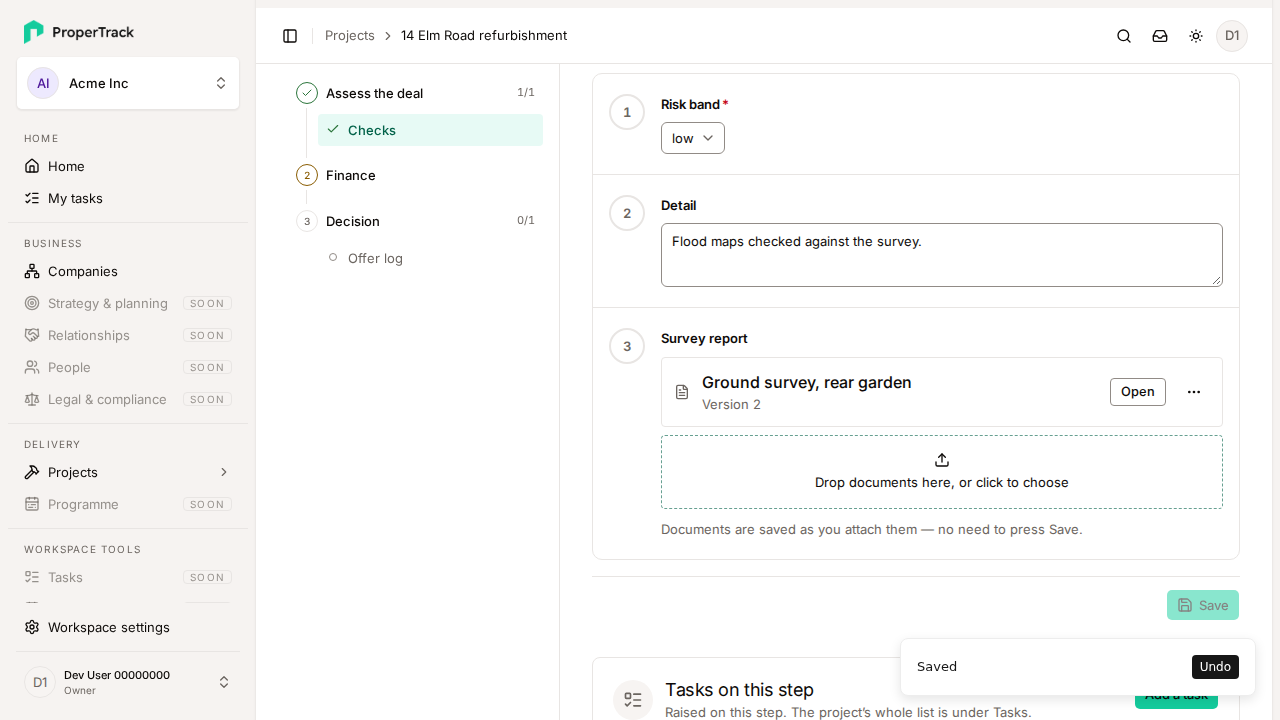 ProperTrack
AI
Acme Inc
HOME
Home
My tasks
BUSINESS
Companies
Strategy & planning SOON
Relationships SOON
People SOON
Legal & compliance SOON
DELIVERY
Projects
Programme SOON
WORKSPACE TOOLS
Tasks SOON
Workspace settings
D1
Dev User 00000000
Owner
Projects
14 Elm Road refurbishment
D1
Assess the deal 1/1
Checks
2 Finance
3 Decision 0/1
Offer log
1
Risk band *
low
2
Detail
Flood maps checked against the survey.
3
Survey report
Ground survey, rear garden
Version 2
Open
Drop documents here, or click to choose
Documents are saved as you attach them — no need to press Save.
Save
Saved
Undo
Tasks on this step
Raised on this step. The project’s whole list is under Tasks.
Add a task